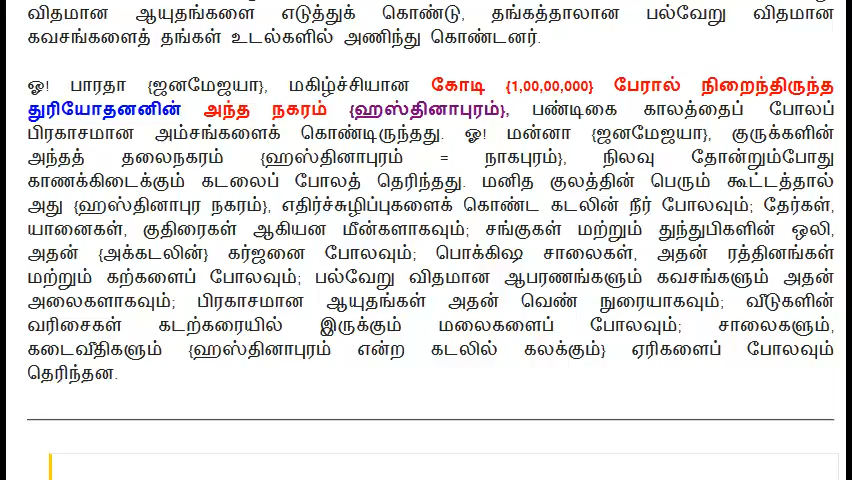 விதமான ஆயுதங்களை எடுத்துக் கொண்டு, தங்கத்தாலான பல்வேறு விதமான
கவசங்களைத் தங்கள் உடல்களில் அணிந்து கொண்டனர்.
ஓ! பாரதா {ஜனமேஜயா}, மகிழ்ச்சியான கோடி {1,00,00,000} பேரால் நிறைந்திருந்த
துரியோதனனின் அந்த நகரம் {ஹஸ்தினாபுரம்}, பண்டிகை காலத்தைப் போலப்
பிரகாசமான அம்சங்களைக் கொண்டிருந்தது. ஓ! மன்னா {ஜனமேஜயா}, குருக்களின்
அந்தத் தலைநகரம் {ஹஸ்தினாபுரம் = நாகபுரம்}, நிலவு தோன்றும்போது
காணக்கிடைக்கும் கடலைப் போலத் தெரிந்தது. மனித குலத்தின் பெரும் கூட்டத்தால்
அது {ஹஸ்தினாபுர நகரம்}, எதிர்ச்சுழிப்புகளைக் கொண்ட கடலின் நீர் போலவும்; தேர்கள்,
யானைகள், குதிரைகள் ஆகியன மீன்களாகவும்; சங்குகள் மற்றும் துந்துபிகளின் ஒலி,
அதன் {அக்கடலின்} கர்ஜனை போலவும்; பொக்கிஷ சாலைகள், அதன் ரத்தினங்கள்
மற்றும் கற்களைப் போலவும்; பல்வேறு விதமான ஆபரணங்களும் கவசங்களும் அதன்
அலைகளாகவும்; பிரகாசமான ஆயுதங்கள் அதன் வெண் நுரையாகவும்; வீடுகளின்
வரிசைகள் கடற்கரையில் இருக்கும் மலைகளைப் போலவும்; சாலைகளும்,
கடைவீதிகளும் {ஹஸ்தினாபுரம் என்ற கடலில் கலக்கும்} ஏரிகளைப் போலவும்
தெரிந்தன.